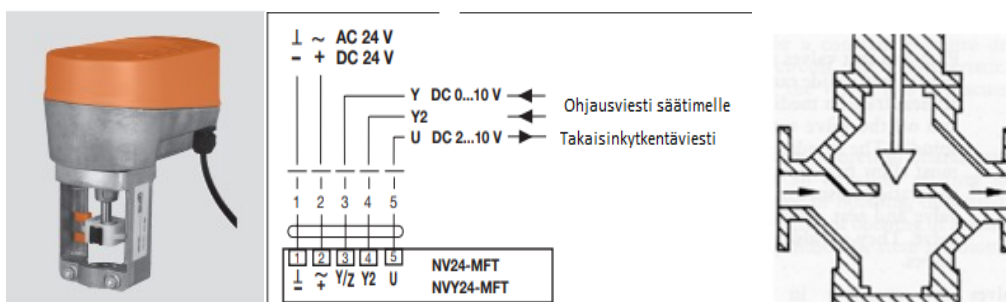 ⊥ ~ AC 24 V
– + DC 24 V
Y DC 0...10 V Ohjausviesti säätimelle
Y2
U DC 2...10 V Takaisinkytkentäviesti
1 2 3 4 5
1 2 3 4 5
⊥ ~ Y/Z Y2 U
– +
NV24-MFT
NVY24-MFT